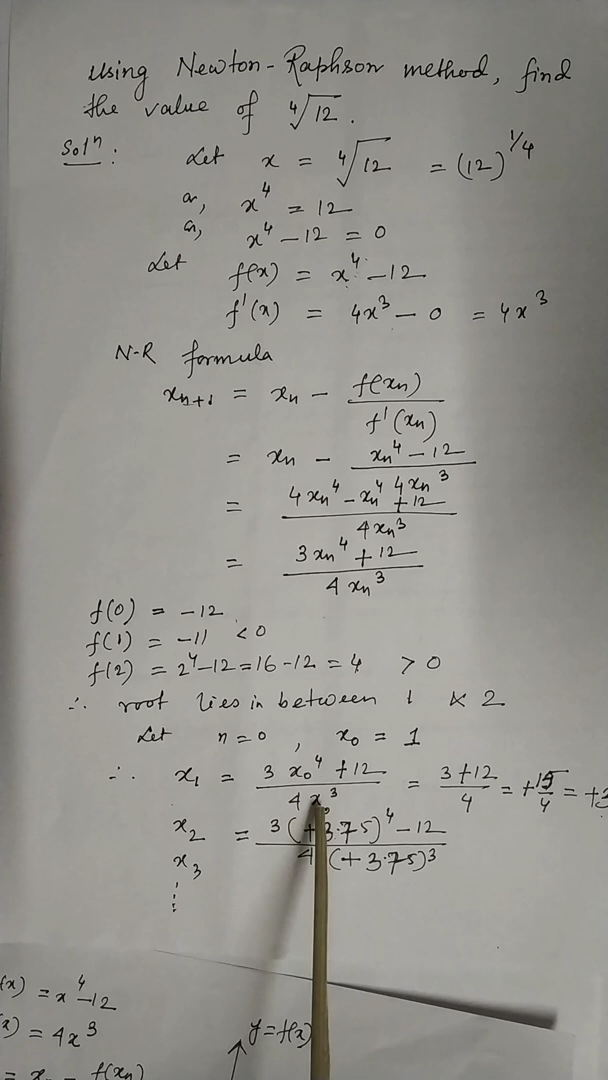 Using Newton-Raphson method, find
the value of ⁴√12.
Solⁿ: Let x = ⁴√12 = (12)^1/4
or, x⁴ = 12
or, x⁴ - 12 = 0
Let f(x) = x⁴ - 12
f'(x) = 4x³ - 0 = 4x³
N-R formula
xₙ₊₁ = xₙ - f(xₙ) / f'(xₙ)
= xₙ - (xₙ⁴ - 12) / 4xₙ³
= (4xₙ⁴ - xₙ⁴ + 12) / 4xₙ³
= (3xₙ⁴ + 12) / 4xₙ³
f(0) = -12
f(1) = -11 < 0
f(2) = 2⁴-12 = 16-12 = 4 > 0
∴ root lies in between 1 & 2
Let n = 0, x₀ = 1
∴ x₁ = (3x₀⁴ + 12) / 4x₀³ = (3+12) / 4 = +15/4 = +3
x₂ = (3(+3.75)⁴ - 12) / 4(+3.75)³
x₃
⋮
(x) = x⁴-12
) = 4x³
= - f(xₙ)
y = f(x)